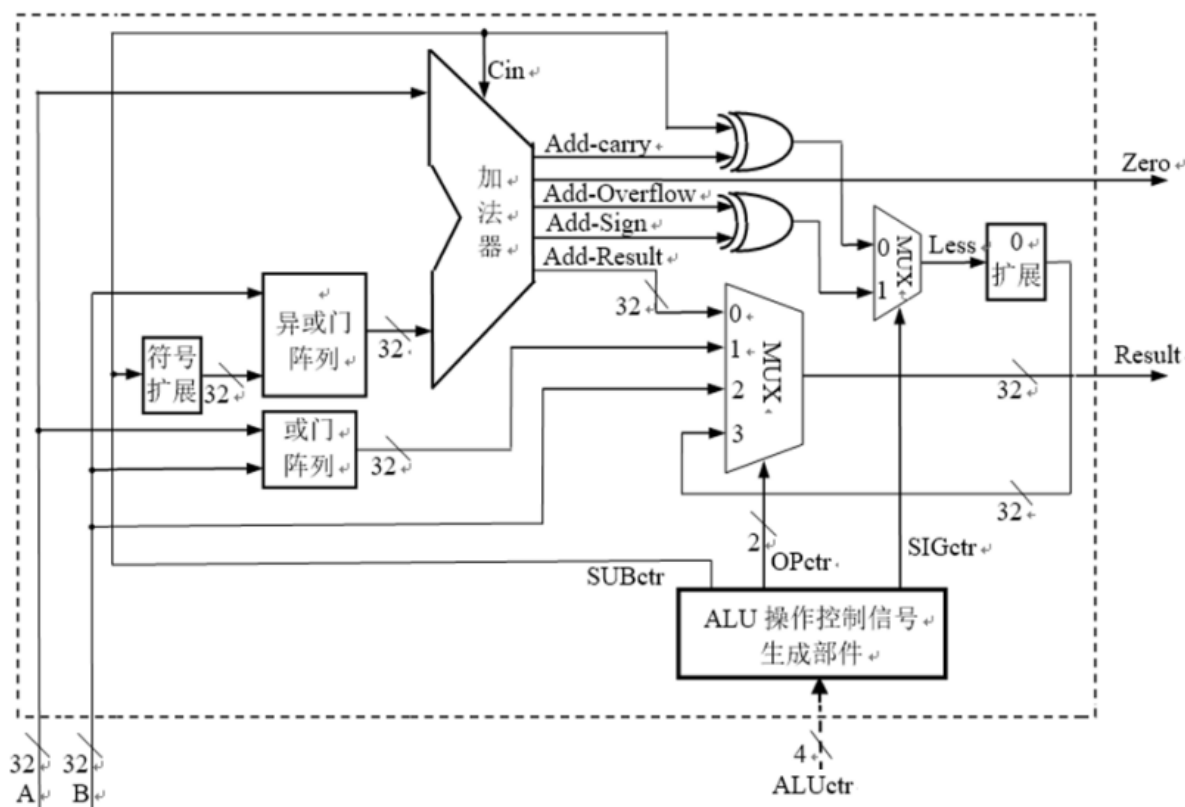 Cin
Add-carry
Zero
加
法
器
Add-Overflow
Add-Sign
Add-Result
32
0
1
MUX
Less
0
扩展
异或门
阵列
32
符号
扩展
32
0
1
2
3
MUX
32
Result
或门
阵列
32
32
2
OPctr
SIGctr
SUBctr
ALU 操作控制信号
生成部件
32
32
4
A
B
ALUctr